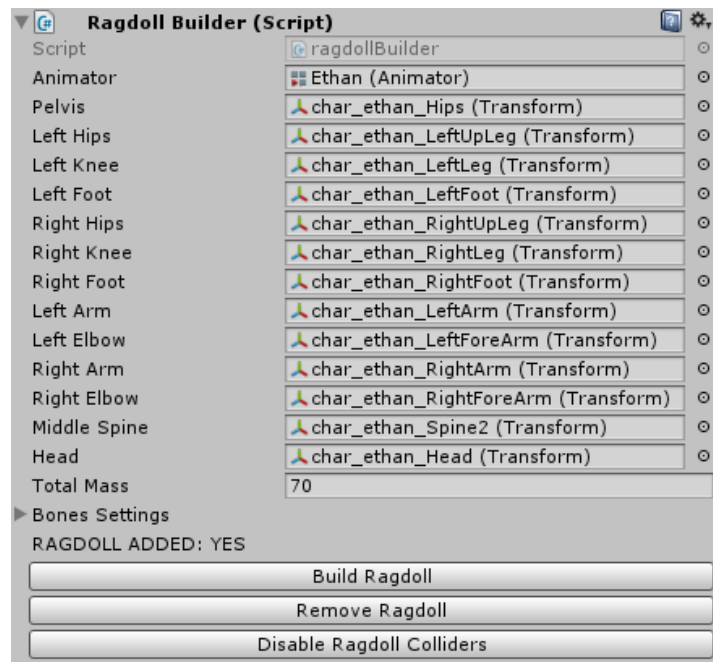 Ragdoll Builder (Script)
Script ragdollBuilder
Animator Ethan (Animator)
Pelvis char_ethan_Hips (Transform)
Left Hips char_ethan_LeftUpLeg (Transform)
Left Knee char_ethan_LeftLeg (Transform)
Left Foot char_ethan_LeftFoot (Transform)
Right Hips char_ethan_RightUpLeg (Transform)
Right Knee char_ethan_RightLeg (Transform)
Right Foot char_ethan_RightFoot (Transform)
Left Arm char_ethan_LeftArm (Transform)
Left Elbow char_ethan_LeftForeArm (Transform)
Right Arm char_ethan_RightArm (Transform)
Right Elbow char_ethan_RightForeArm (Transform)
Middle Spine char_ethan_Spine2 (Transform)
Head char_ethan_Head (Transform)
Total Mass 70
Bones Settings
RAGDOLL ADDED: YES
Build Ragdoll
Remove Ragdoll
Disable Ragdoll Colliders